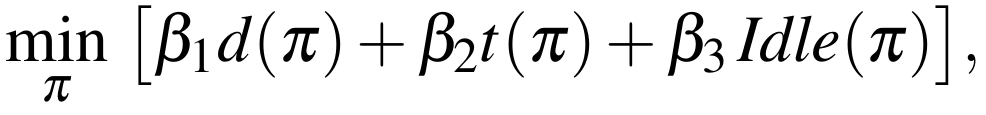 min_π [β₁d(π) + β₂t(π) + β₃ Idle(π)],